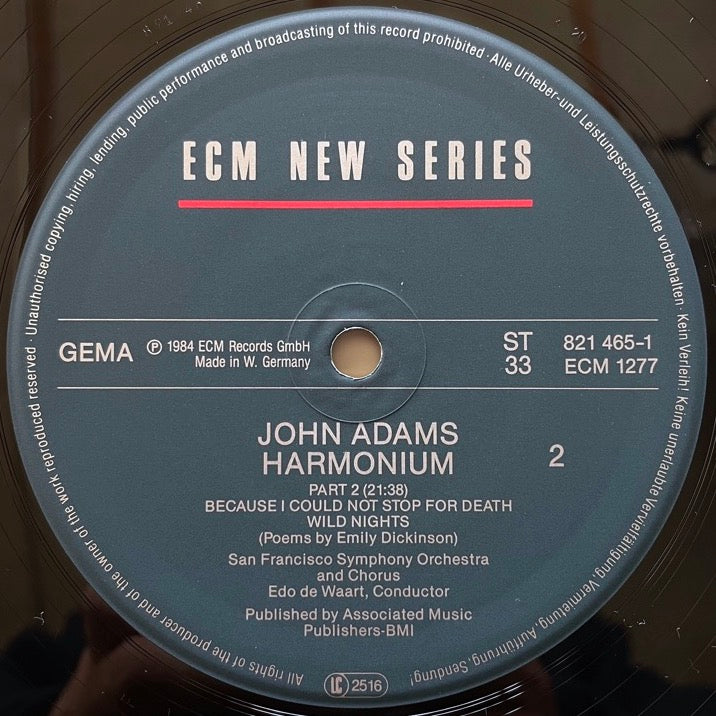 All rights of the producer and of the owner of the work reproduced reserved · Unauthorised copying, hiring, lending, public performance and broadcasting of this record prohibited · Alle Urheber-und Leistungsschutzrechte vorbehalten · Kein Verleih! Keine unerlaubte Vervielfältigung, Vermietung, Aufführung, Sendung!
ECM NEW SERIES
GEMA
℗ 1984 ECM Records GmbH
Made in W. Germany
ST
33
821 465-1
ECM 1277
JOHN ADAMS
HARMONIUM
2
PART 2 (21:38)
BECAUSE I COULD NOT STOP FOR DEATH
WILD NIGHTS
(Poems by Emily Dickinson)
San Francisco Symphony Orchestra
and Chorus
Edo de Waart, Conductor
Published by Associated Music
Publishers-BMI
LC 2516